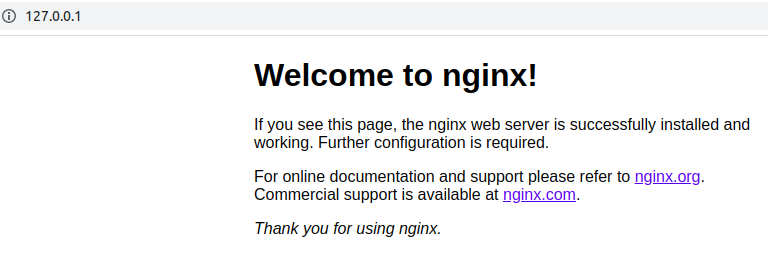 127.0.0.1
Welcome to nginx!
If you see this page, the nginx web server is successfully installed and
working. Further configuration is required.
For online documentation and support please refer to nginx.org.
Commercial support is available at nginx.com.
Thank you for using nginx.